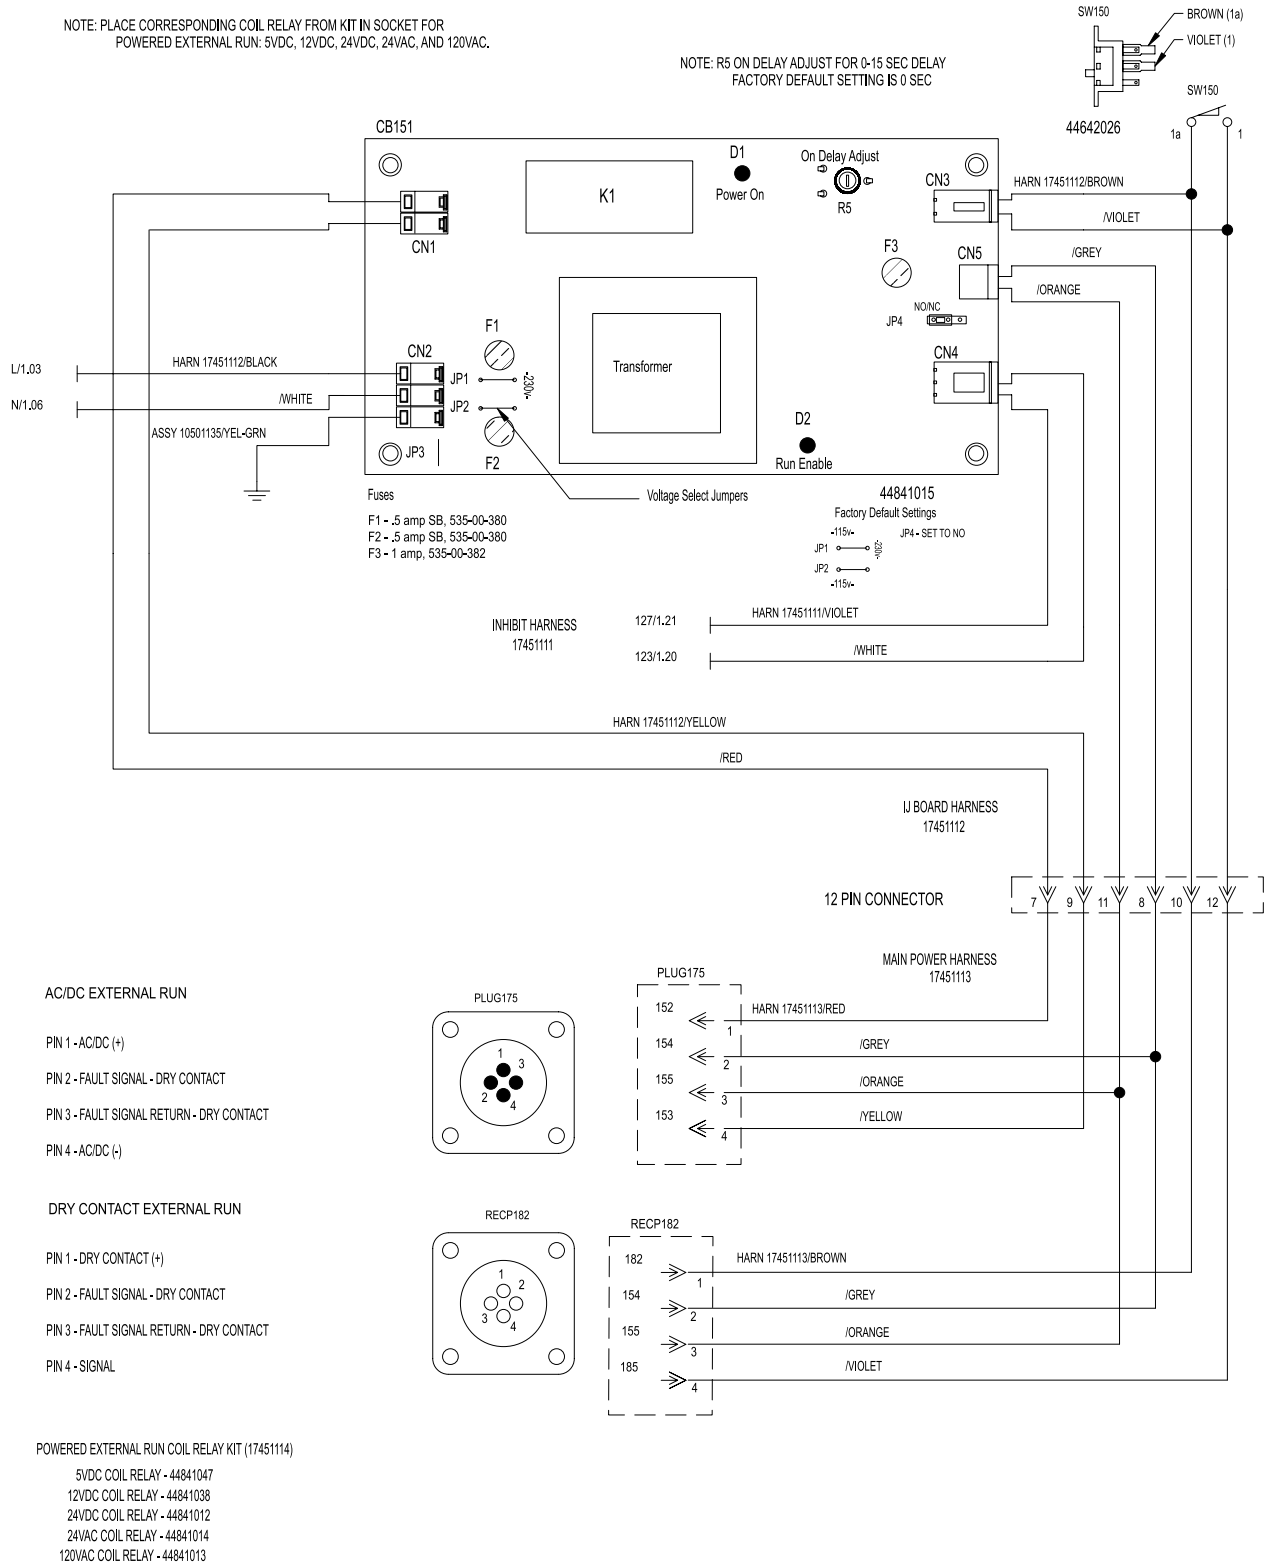 NOTE: PLACE CORRESPONDING COIL RELAY FROM KIT IN SOCKET FOR
POWERED EXTERNAL RUN: 5VDC, 12VDC, 24VDC, 24VAC, AND 120VAC.
NOTE: R5 ON DELAY ADJUST FOR 0-15 SEC DELAY
FACTORY DEFAULT SETTING IS 0 SEC
SW150
BROWN (1a)
VIOLET (1)
44642026
SW150
1a
1
CB151
K1
D1
Power On
On Delay Adjust
R5
CN3
HARN 17451112/BROWN
/VIOLET
CN1
F3
CN5
/GREY
/ORANGE
NO/NC
JP4
F1
Transformer
CN4
L/1.03
HARN 17451112/BLACK
CN2
JP1
-230v-
N/1.06
/WHITE
JP2
ASSY 10501135/YEL-GRN
JP3
F2
D2
Run Enable
Fuses
F1 - .5 amp SB, 535-00-380
F2 - .5 amp SB, 535-00-380
F3 - 1 amp, 535-00-382
Voltage Select Jumpers
44841015
Factory Default Settings
-115v-
JP4 - SET TO NO
JP1
-230v-
JP2
-115v-
INHIBIT HARNESS
17451111
127/1.21
HARN 17451111/VIOLET
123/1.20
/WHITE
HARN 17451112/YELLOW
/RED
IJ BOARD HARNESS
17451112
12 PIN CONNECTOR
7
9
11
8
10
12
MAIN POWER HARNESS
17451113
AC/DC EXTERNAL RUN
PIN 1 - AC/DC (+)
PIN 2 - FAULT SIGNAL - DRY CONTACT
PIN 3 - FAULT SIGNAL RETURN - DRY CONTACT
PIN 4 - AC/DC (-)
PLUG175
1
3
2
4
PLUG175
152
1
HARN 17451113/RED
154
2
/GREY
155
3
/ORANGE
153
4
/YELLOW
DRY CONTACT EXTERNAL RUN
PIN 1 - DRY CONTACT (+)
PIN 2 - FAULT SIGNAL - DRY CONTACT
PIN 3 - FAULT SIGNAL RETURN - DRY CONTACT
PIN 4 - SIGNAL
RECP182
1
2
3
4
RECP182
182
1
HARN 17451113/BROWN
154
2
/GREY
155
3
/ORANGE
185
4
/VIOLET
POWERED EXTERNAL RUN COIL RELAY KIT (17451114)
5VDC COIL RELAY - 44841047
12VDC COIL RELAY - 44841038
24VDC COIL RELAY - 44841012
24VAC COIL RELAY - 44841014
120VAC COIL RELAY - 44841013